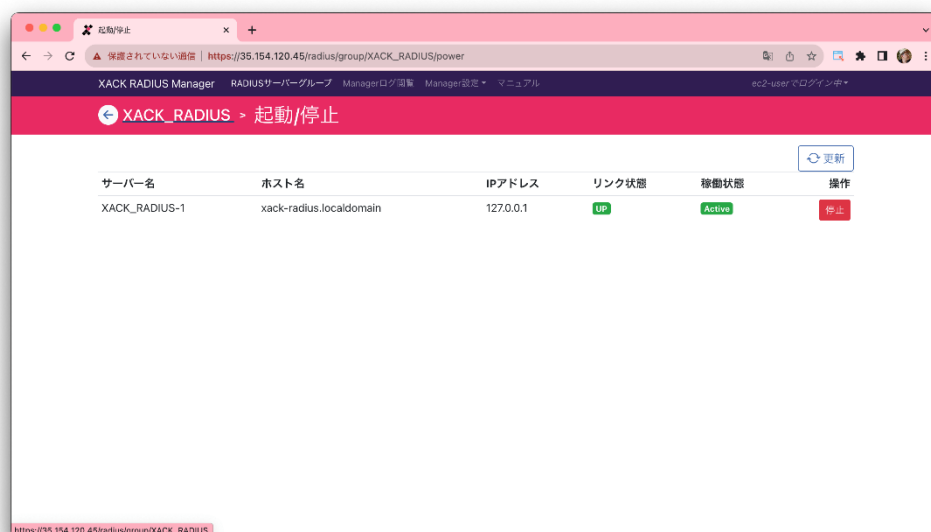 起動/停止 × +
保護されていない通信 | https://35.154.120.45/radius/group/XACK_RADIUS/power
XACK RADIUS Manager RADIUSサーバーグループ Managerログ閲覧 Manager設定 マニュアル ec2-userでログイン中
XACK_RADIUS > 起動/停止
更新
サーバー名 ホスト名 IPアドレス リンク状態 稼働状態 操作
XACK_RADIUS-1 xack-radius.localdomain 127.0.0.1 UP Active 停止
https://35.154.120.45/radius/group/XACK_RADIUS